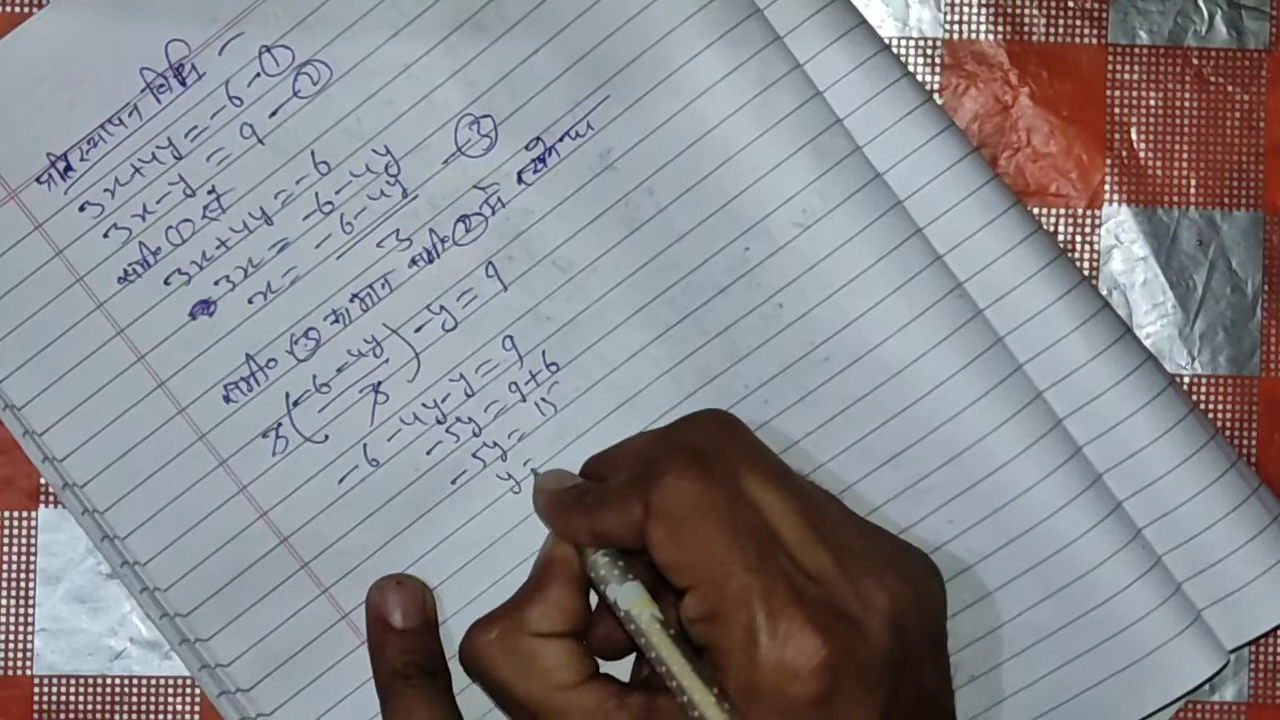 प्रतिस्थापन विधि -
3x+4y=-6-①
3x-y=9-②
समी० ① से
3x+4y=-6
3x=-6-4y
x=-6-4y/3 -③
समी० ③ का मान समी० ② में रखने पर
3(-6-4y/3)-y=9
-6-4y-y=9
-5y=9+6
-5y=15
y=